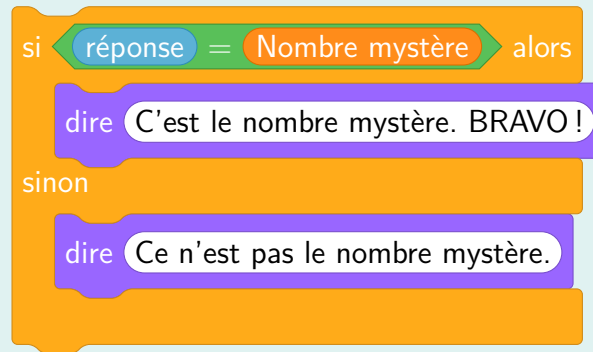 si réponse = Nombre mystère alors
dire C'est le nombre mystère. BRAVO !
sinon
dire Ce n'est pas le nombre mystère.